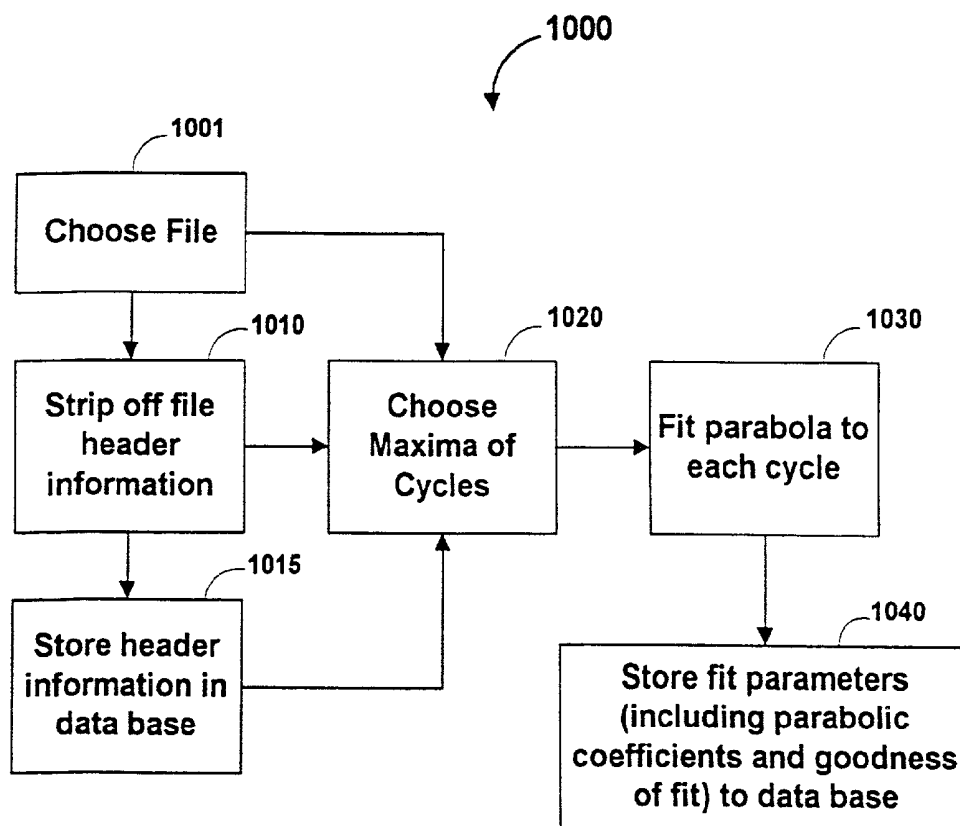 1000
1001
Choose File
1010
Strip off file
header
information
1020
Choose
Maxima of
Cycles
1030
Fit parabola to
each cycle
1015
Store header
information in
data base
1040
Store fit parameters
(including parabolic
coefficients and goodness
of fit) to data base